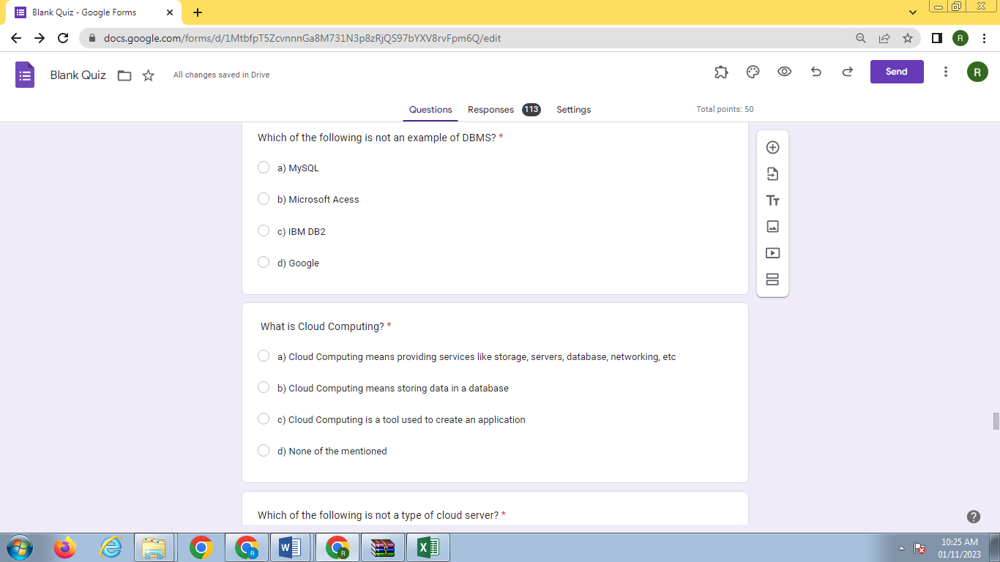 Blank Quiz - Google Forms
docs.google.com/forms/d/1MtbfpT5ZcvnnnGa8M731N3p8zRjQS97bYXV8rvFpm6Q/edit
R
Blank Quiz
All changes saved in Drive
Send
R
Questions
Responses 113
Settings
Total points: 50
Which of the following is not an example of DBMS? *
a) MySQL
b) Microsoft Acess
c) IBM DB2
d) Google
Tт
What is Cloud Computing? *
a) Cloud Computing means providing services like storage, servers, database, networking, etc
b) Cloud Computing means storing data in a database
c) Cloud Computing is a tool used to create an application
d) None of the mentioned
Which of the following is not a type of cloud server? *
R
W
R
X
10:25 AM
01/11/2023